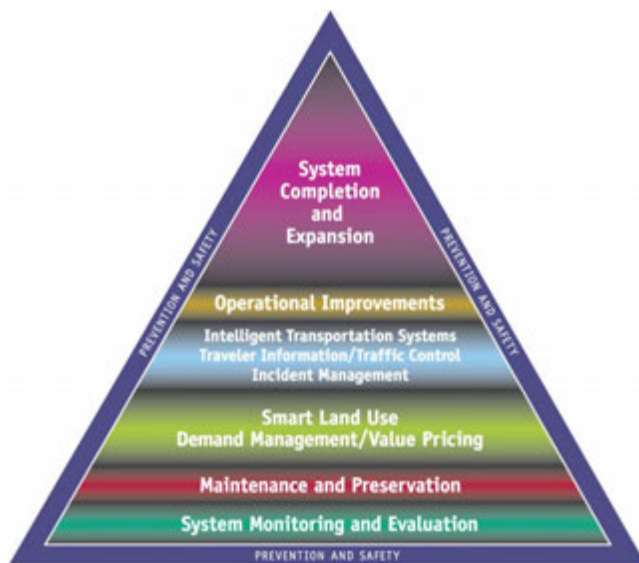 System
Completion
and
Expansion
PREVENTION AND SAFETY
PREVENTION AND SAFETY
Operational Improvements
Intelligent Transportation Systems
Traveler Information/Traffic Control
Incident Management
Smart Land Use
Demand Management/Value Pricing
Maintenance and Preservation
System Monitoring and Evaluation
PREVENTION AND SAFETY